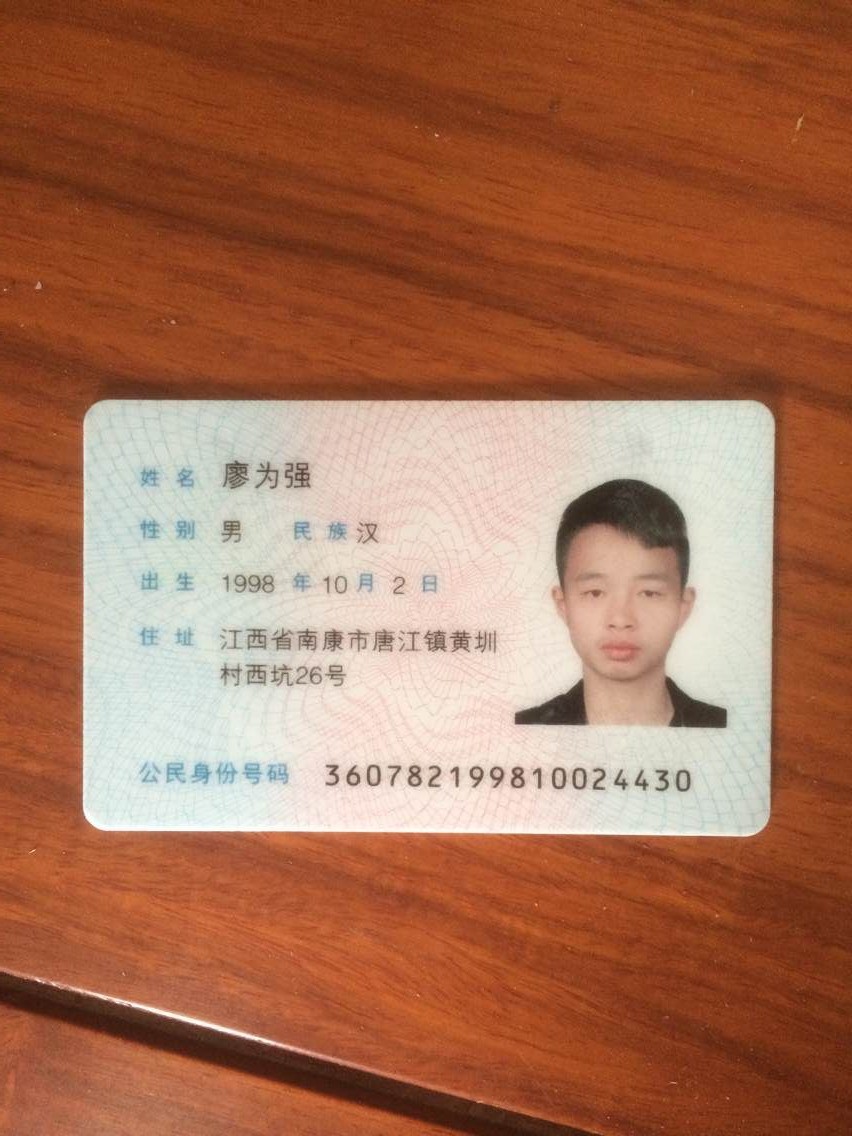 姓名 廖为强
性别 男 民族 汉
出生 1998 年 10 月 2 日
住址 江西省南康市唐江镇黄圳
村西坑26号
公民身份号码 360782199810024430